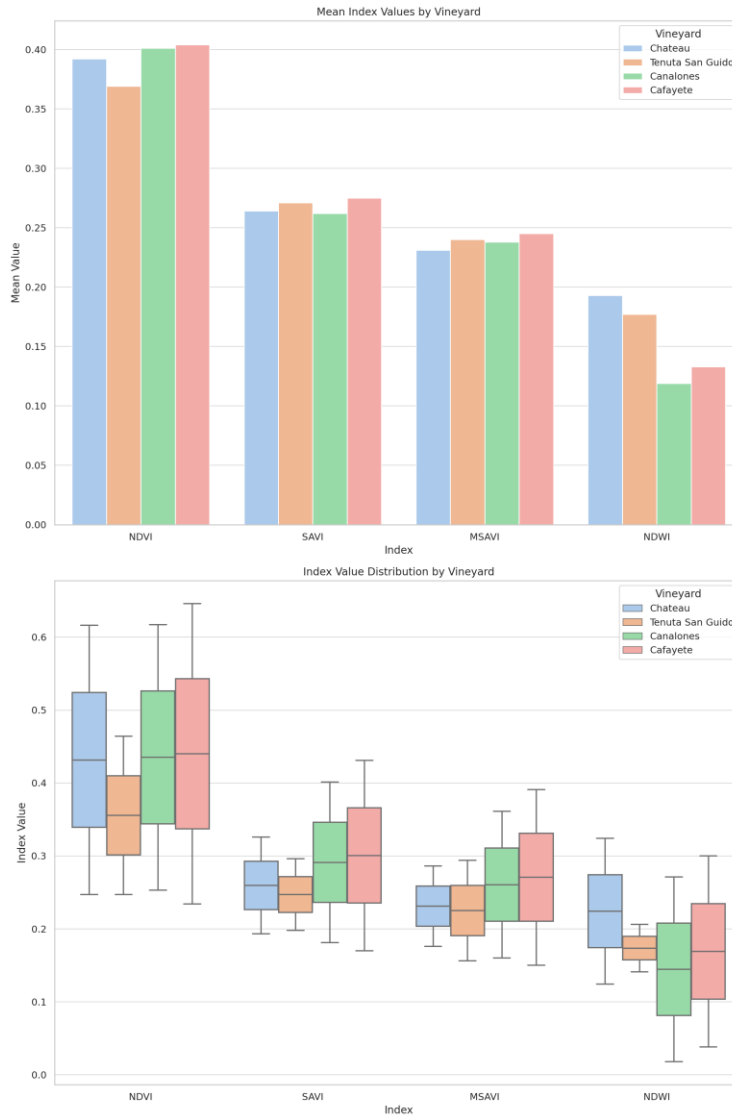 Mean Index Values by Vineyard
Vineyard
Chateau
Tenuta San Guido
Canalones
Cafayete
0.40
0.35
0.30
0.25
0.20
0.15
0.10
0.05
0.00
Mean Value
NDVI SAVI MSAVI NDWI
Index
Index Value Distribution by Vineyard
Vineyard
Chateau
Tenuta San Guido
Canalones
Cafayete
0.6
0.5
0.4
0.3
0.2
0.1
0.0
Index Value
NDVI SAVI MSAVI NDWI
Index